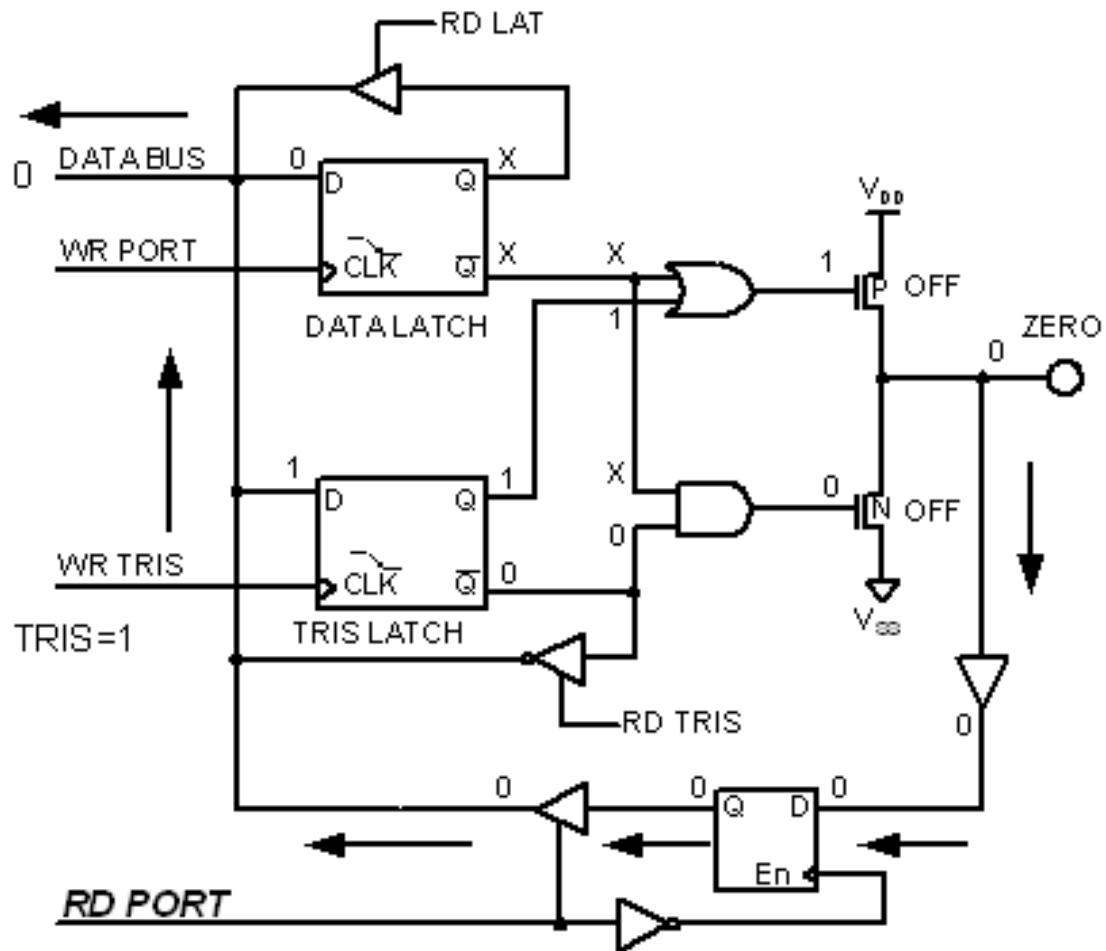 RD LAT
0
DATA BUS
0
D
Q
X
WR PORT
CLK
Q
X
X
DATA LATCH
1
1
P
OFF
VDD
ZERO
0
1
D
Q
1
X
WR TRIS
CLK
Q
0
0
0
N
OFF
TRIS=1
TRIS LATCH
VSS
RD TRIS
0
0
0
0
Q
D
En
RD PORT